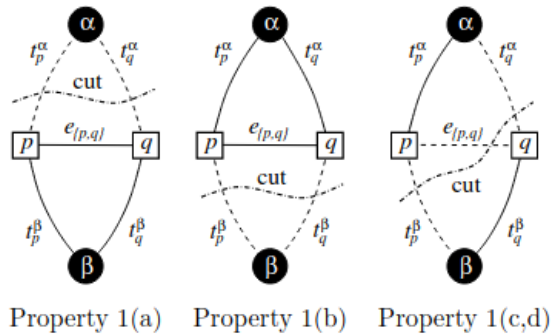 α α α
t_p^α t_q^α t_p^α t_q^α t_p^α t_q^α
cut
e_{p,q} e_{p,q} e_{p,q}
p q p q p q
cut cut
t_p^β t_q^β t_p^β t_q^β t_p^β t_q^β
β β β
Property 1(a) Property 1(b) Property 1(c,d)